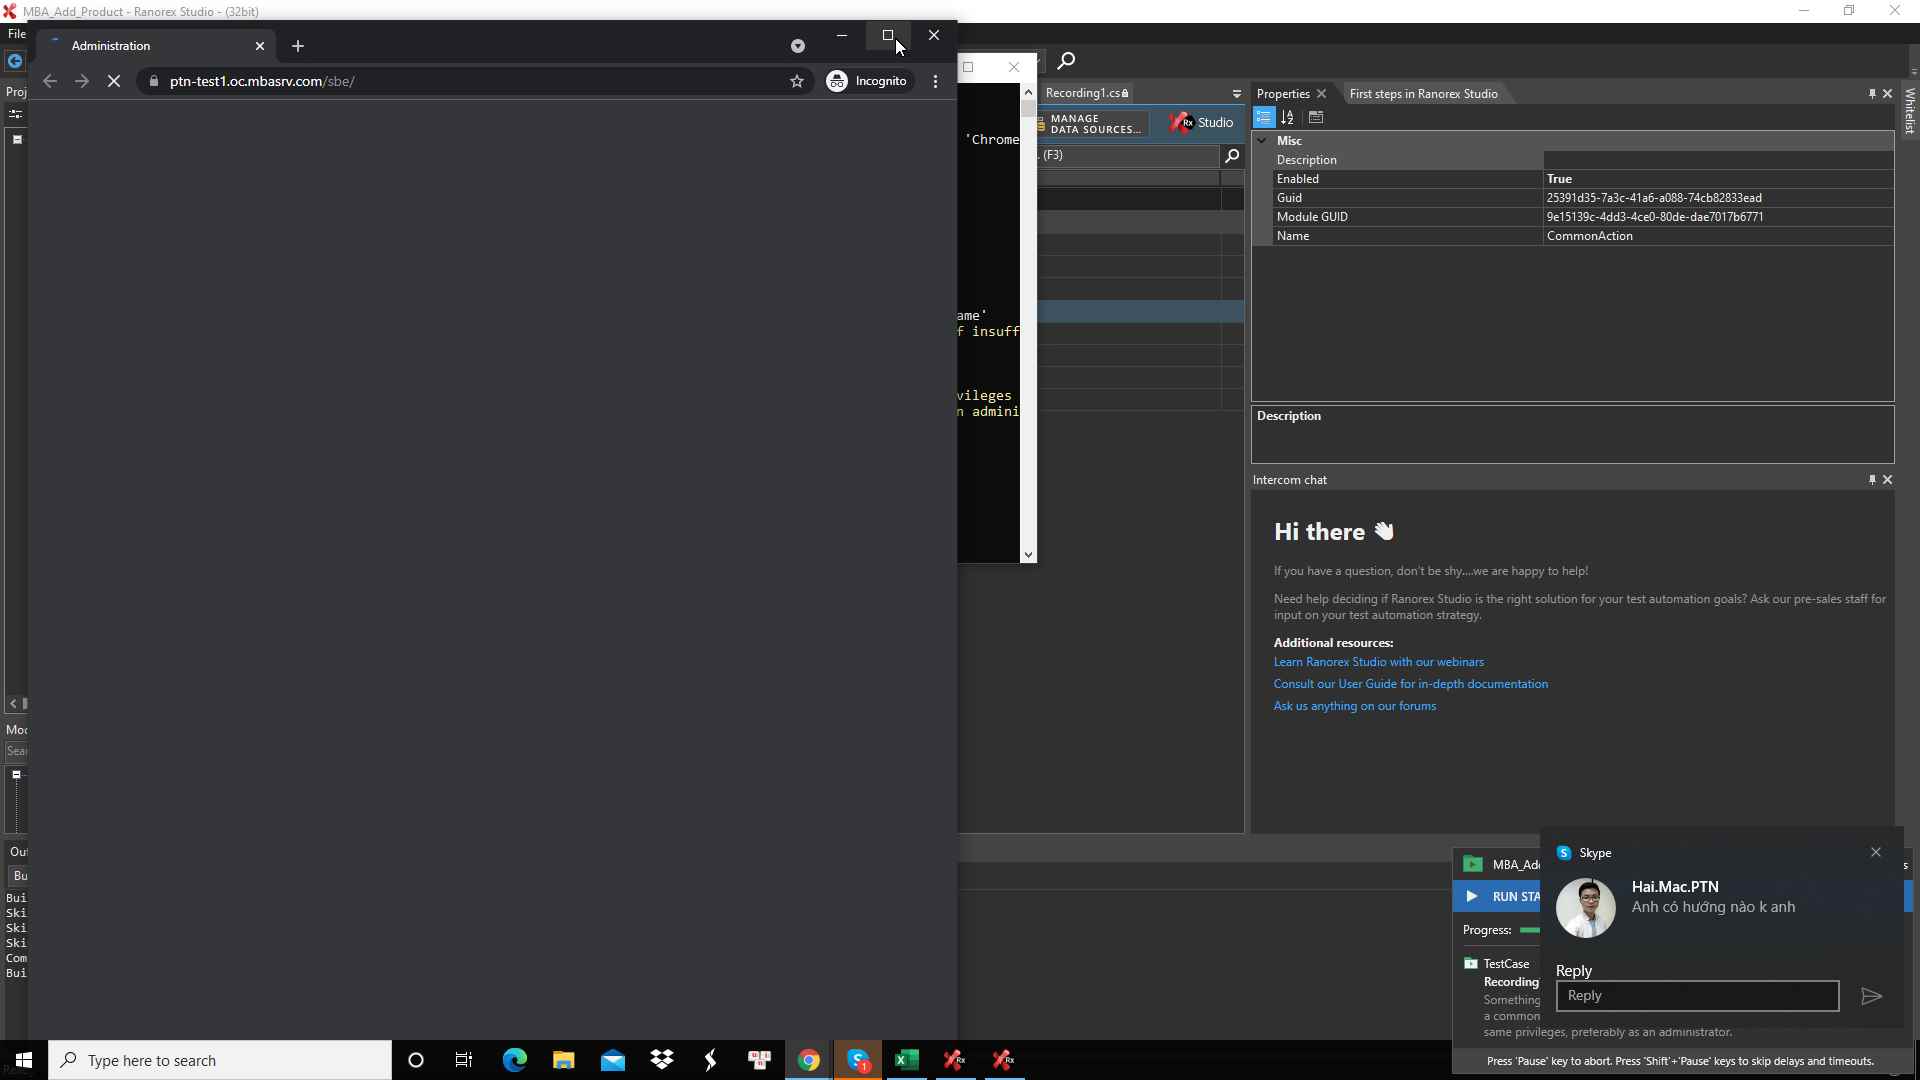 MBA_Add_Product - Ranorex Studio - (32bit)
File
Administration
ptn-test1.oc.mbasrv.com/sbe/
Incognito
Proj
Recording1.cs
MANAGE
DATA SOURCES...
Studio
'Chrome
. (F3)
ame'
f insuff
vileges
n admini
Properties
First steps in Ranorex Studio
Whitelist
Misc
Description
Enabled
True
Guid
25391d35-7a3c-41a6-a088-74cb82833ead
Module GUID
9e15139c-4dd3-4ce0-80de-dae7017b6771
Name
CommonAction
Description
Intercom chat
Hi there
If you have a question, don't be shy....we are happy to help!
Need help deciding if Ranorex Studio is the right solution for your test automation goals? Ask our pre-sales staff for
input on your test automation strategy.
Additional resources:
Learn Ranorex Studio with our webinars
Consult our User Guide for in-depth documentation
Ask us anything on our forums
Moc
Sear
Out
Bu
Bui
Ski
Ski
Ski
Com
Bui
MBA_Add
RUN STA
Progress:
TestCase
Recording
Something
a common
same privileges, preferably as an administrator.
Press 'Pause' key to abort. Press 'Shift'+'Pause' keys to skip delays and timeouts.
Skype
Hai.Mac.PTN
Anh có hướng nào k anh
Reply
Reply
Type here to search
1